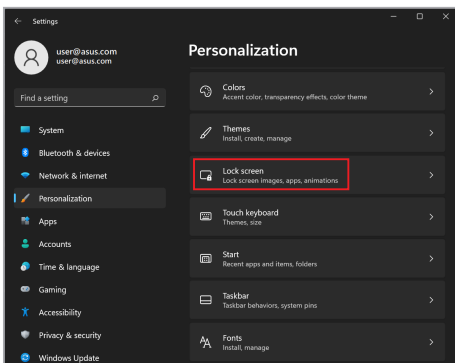 Settings
user@asus.com
user@asus.com
Find a setting
System
Bluetooth & devices
Network & internet
Personalization
Apps
Accounts
Time & language
Gaming
Accessibility
Privacy & security
Windows Update
Personalization
Colors
Accent color, transparency effects, color theme
Themes
Install, create, manage
Lock screen
Lock screen images, apps, animations
Touch keyboard
Themes, size
Start
Recent apps and items, folders
Taskbar
Taskbar behaviors, system pins
Fonts
Install, manage